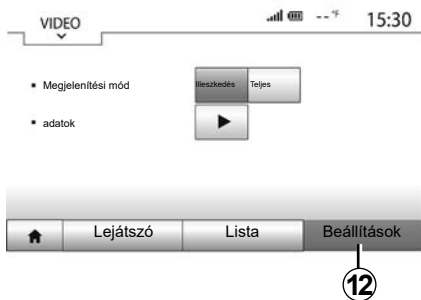 VIDEO --°F 15:30
Megjelenítési mód Illeszkedés Teljes
adatok
Lejátszó Lista Beállítások
12